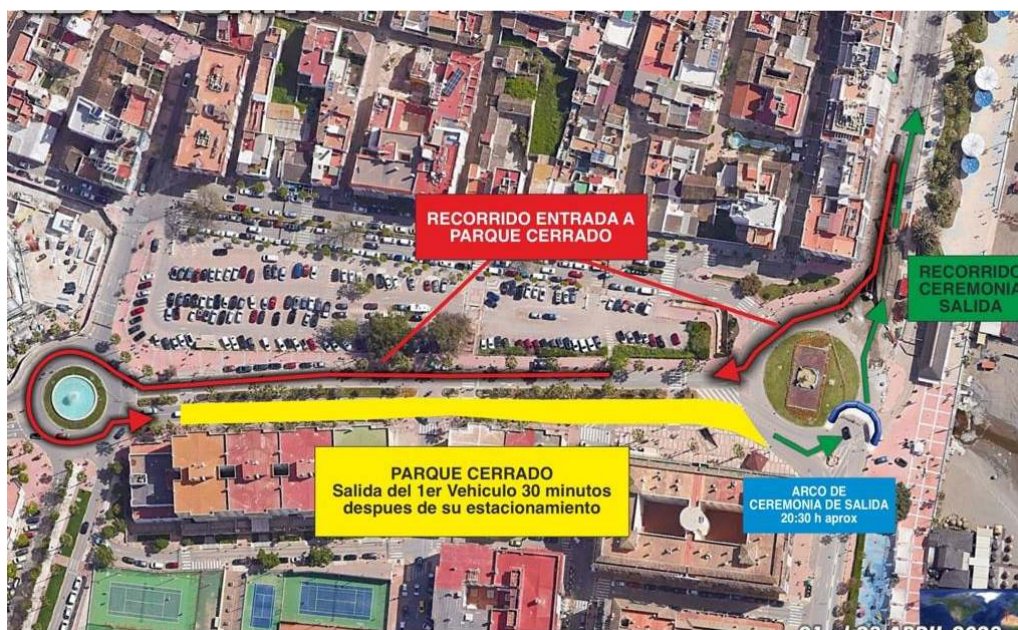 RECORRIDO ENTRADA A
PARQUE CERRADO
RECORRIDO
CEREMONIA
SALIDA
PARQUE CERRADO
Salida del 1er Vehiculo 30 minutos
despues de su estacionamiento
ARCO DE
CEREMONIA DE SALIDA
20:30 h aprox